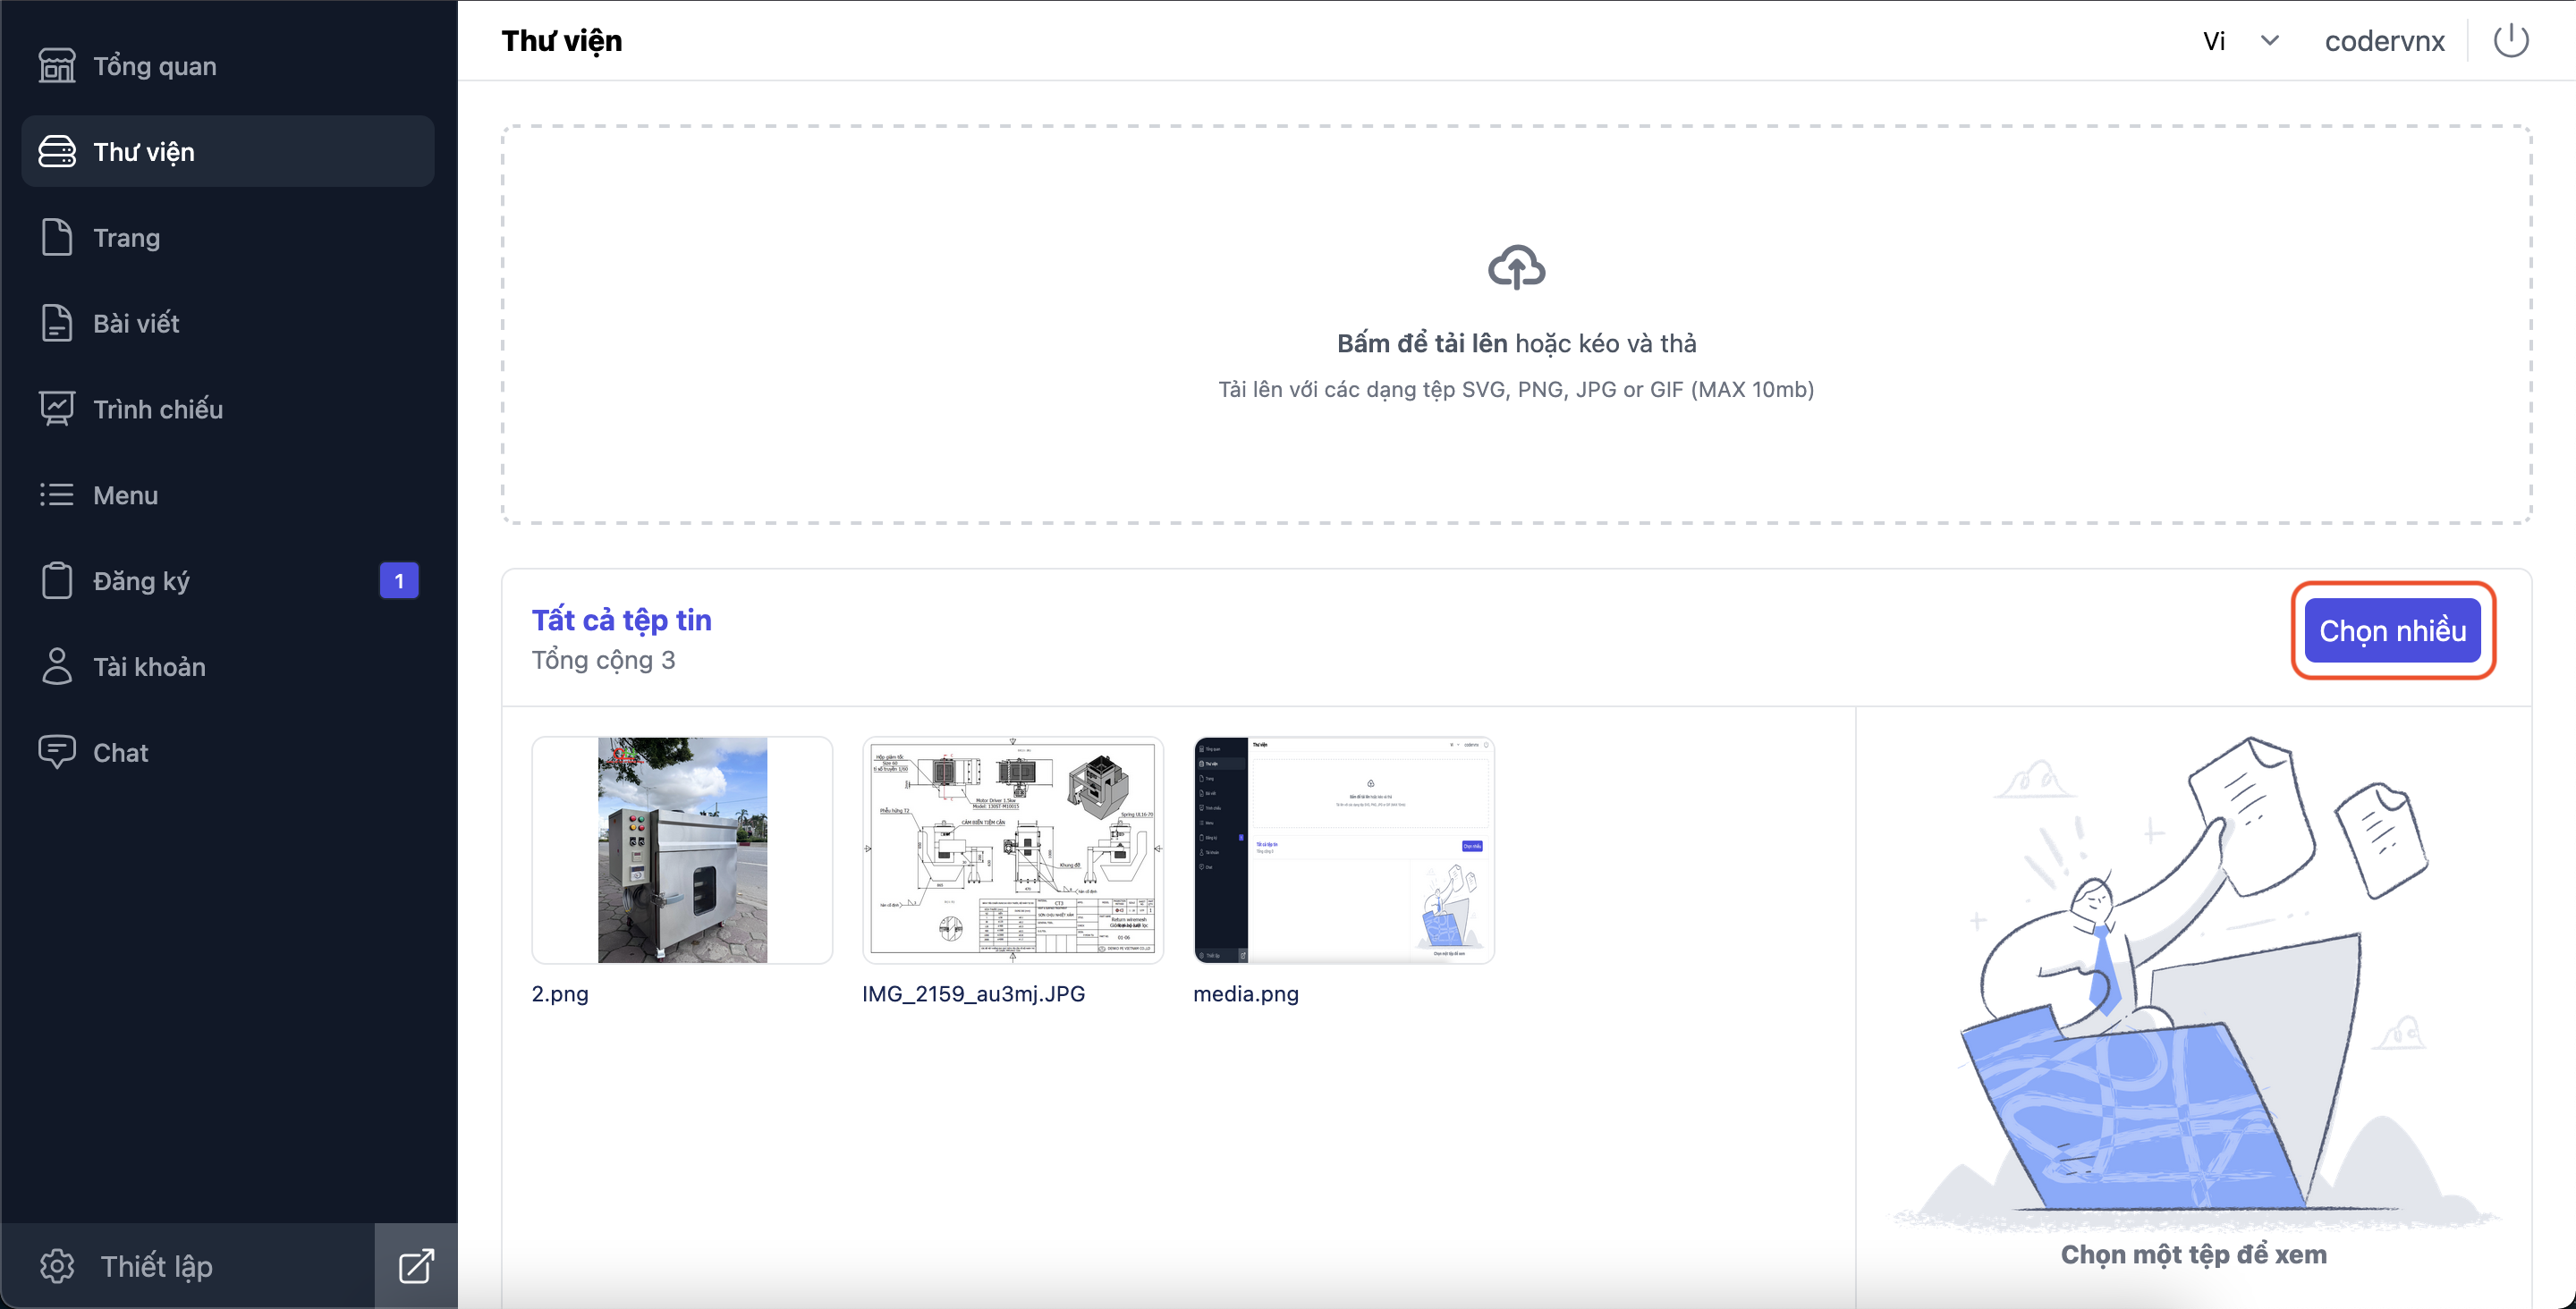 Tổng quan
Thư viện
Trang
Bài viết
Trình chiếu
Menu
Đăng ký
1
Tài khoản
Chat
Thiết lập
Thư viện
Vi
codervnx
Bấm để tải lên hoặc kéo và thả
Tải lên với các dạng tệp SVG, PNG, JPG or GIF (MAX 10mb)
Tất cả tệp tin
Tổng cộng 3
Chọn nhiều
2.png
IMG_2159_au3mj.JPG
media.png
Chọn một tệp để xem